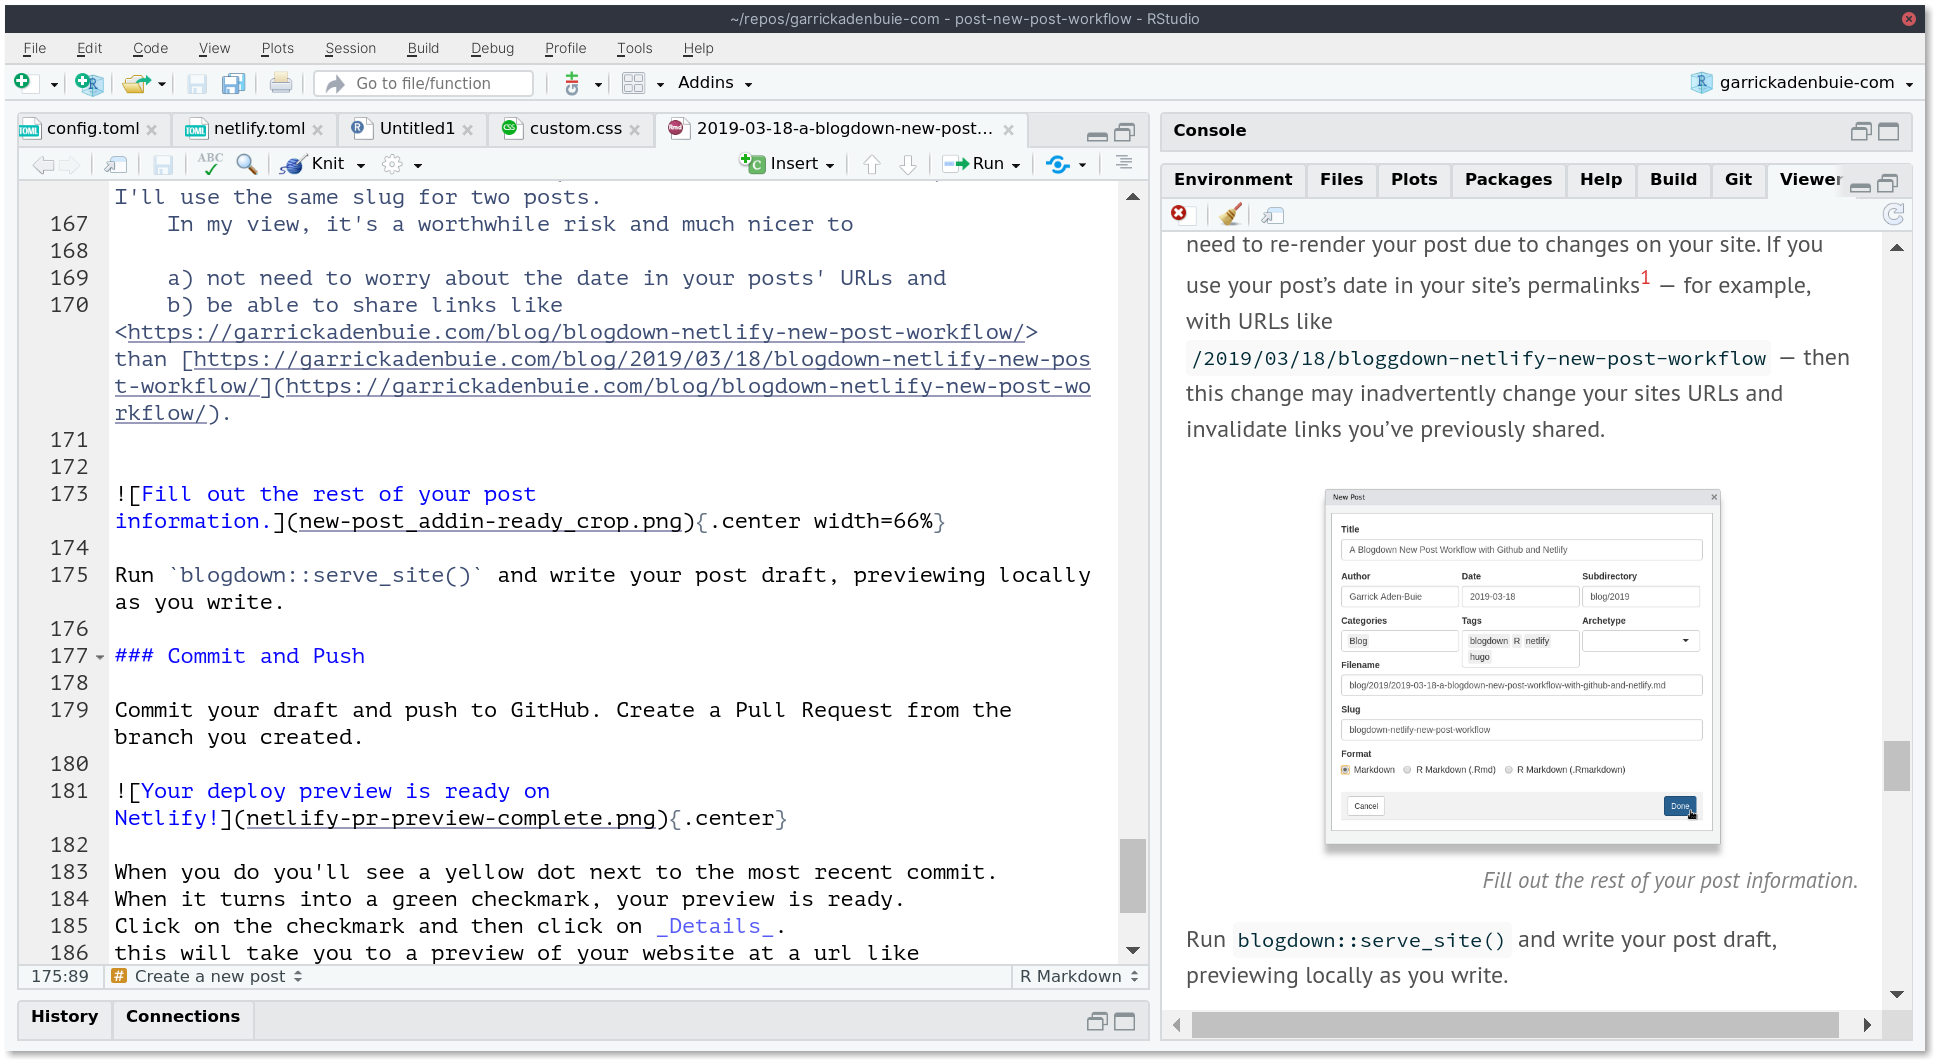 ~/repos/garrickadenbuie-com - post-new-post-workflow - RStudio
File Edit Code View Plots Session Build Debug Profile Tools Help
Go to file/function Addins garrickadenbuie-com
config.toml netlify.toml Untitled1 custom.css 2019-03-18-a-blogdown-new-post...
ABC Knit Insert Run
I'll use the same slug for two posts.
167 In my view, it's a worthwhile risk and much nicer to
168
169 a) not need to worry about the date in your posts' URLs and
170 b) be able to share links like
<https://garrickadenbuie.com/blog/blogdown-netlify-new-post-workflow/>
than [https://garrickadenbuie.com/blog/2019/03/18/blogdown-netlify-new-pos
t-workflow/](https://garrickadenbuie.com/blog/blogdown-netlify-new-post-wo
rkflow/).
171
172
173 ![Fill out the rest of your post
information.](new-post_addin-ready_crop.png){.center width=66%}
174
175 Run `blogdown::serve_site()` and write your post draft, previewing locally
as you write.
176
177 ### Commit and Push
178
179 Commit your draft and push to GitHub. Create a Pull Request from the
branch you created.
180
181 ![Your deploy preview is ready on
Netlify!](netlify-pr-preview-complete.png){.center}
182
183 When you do you'll see a yellow dot next to the most recent commit.
184 When it turns into a green checkmark, your preview is ready.
185 Click on the checkmark and then click on _Details_.
186 this will take you to a preview of your website at a url like
175:89 # Create a new post R Markdown
History Connections
Console
Environment Files Plots Packages Help Build Git Viewer
need to re-render your post due to changes on your site. If you
use your post’s date in your site’s permalinks1 — for example,
with URLs like
/2019/03/18/bloggdown-netlify-new-post-workflow — then
this change may inadvertently change your sites URLs and
invalidate links you’ve previously shared.
New Post
Title
A Blogdown New Post Workflow with Github and Netlify
Author Date Subdirectory
Garrick Aden-Buie 2019-03-18 blog/2019
Categories Tags Archetype
Blog blogdown R netlify
hugo
Filename
blog/2019/2019-03-18-a-blogdown-new-post-workflow-with-github-and-netlify.md
Slug
blogdown-netlify-new-post-workflow
Format
Markdown R Markdown (.Rmd) R Markdown (.Rmarkdown)
Cancel Done
Fill out the rest of your post information.
Run blogdown::serve_site() and write your post draft,
previewing locally as you write.